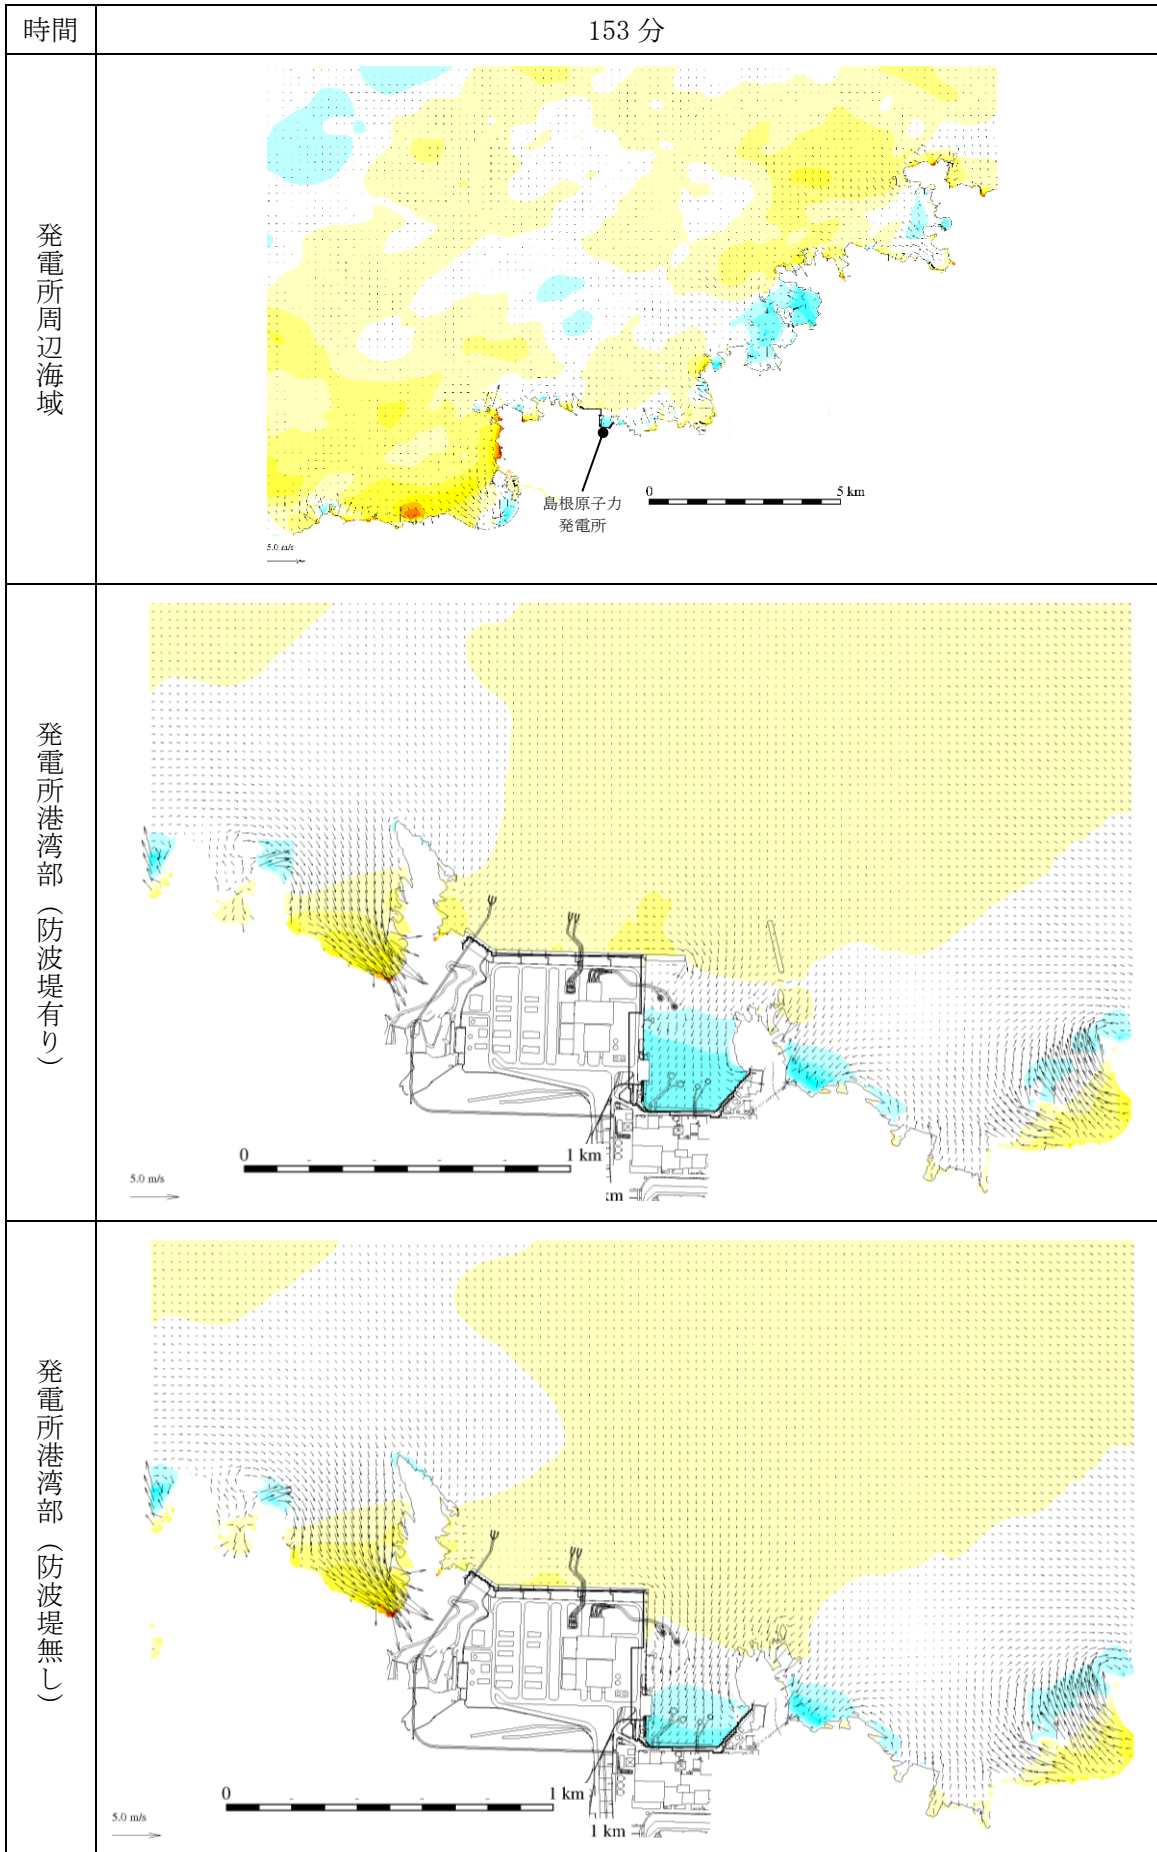 時間
153 分
発電所周辺海域
島根原子力
発電所
0 5 km
5.0 m/s
発電所港湾部（防波堤有り）
0 1 km
5.0 m/s
km
発電所港湾部（防波堤無し）
0 1 km
5.0 m/s
1 km